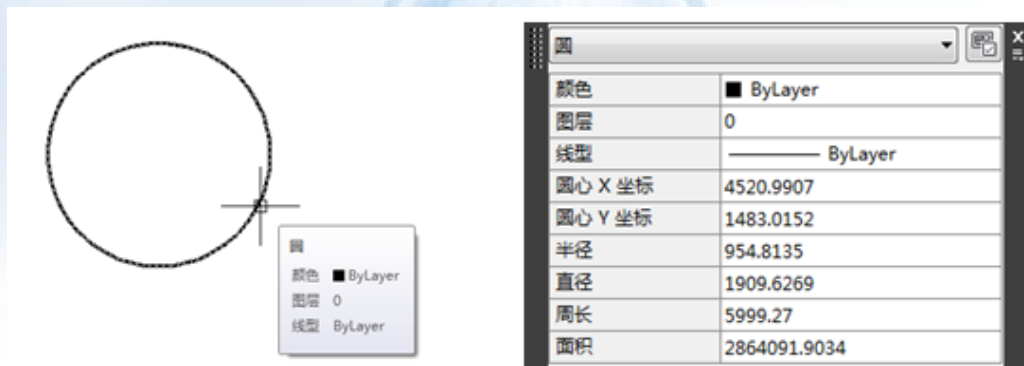 圆
颜色 ByLayer
图层 0
线型 ByLayer
圆
颜色 ByLayer
图层 0
线型 ByLayer
圆心 X 坐标 4520.9907
圆心 Y 坐标 1483.0152
半径 954.8135
直径 1909.6269
周长 5999.27
面积 2864091.9034